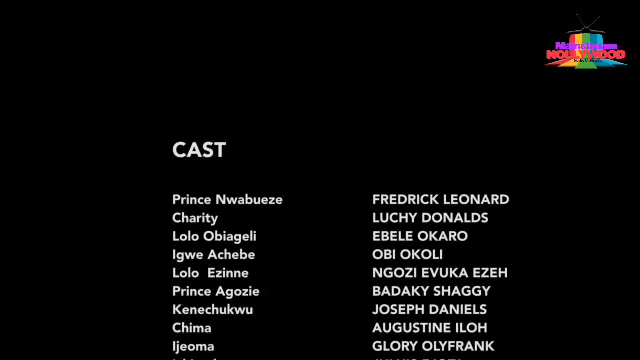 Mainstream
NOLLYWOOD
CAST
Prince Nwabueze FREDRICK LEONARD
Charity LUCHY DONALDS
Lolo Obiageli EBELE OKARO
Igwe Achebe OBI OKOLI
Lolo Ezinne NGOZI EVUKA EZEH
Prince Agozie BADAKY SHAGGY
Kenechukwu JOSEPH DANIELS
Chima AUGUSTINE ILOH
Ijeoma GLORY OLYFRANK